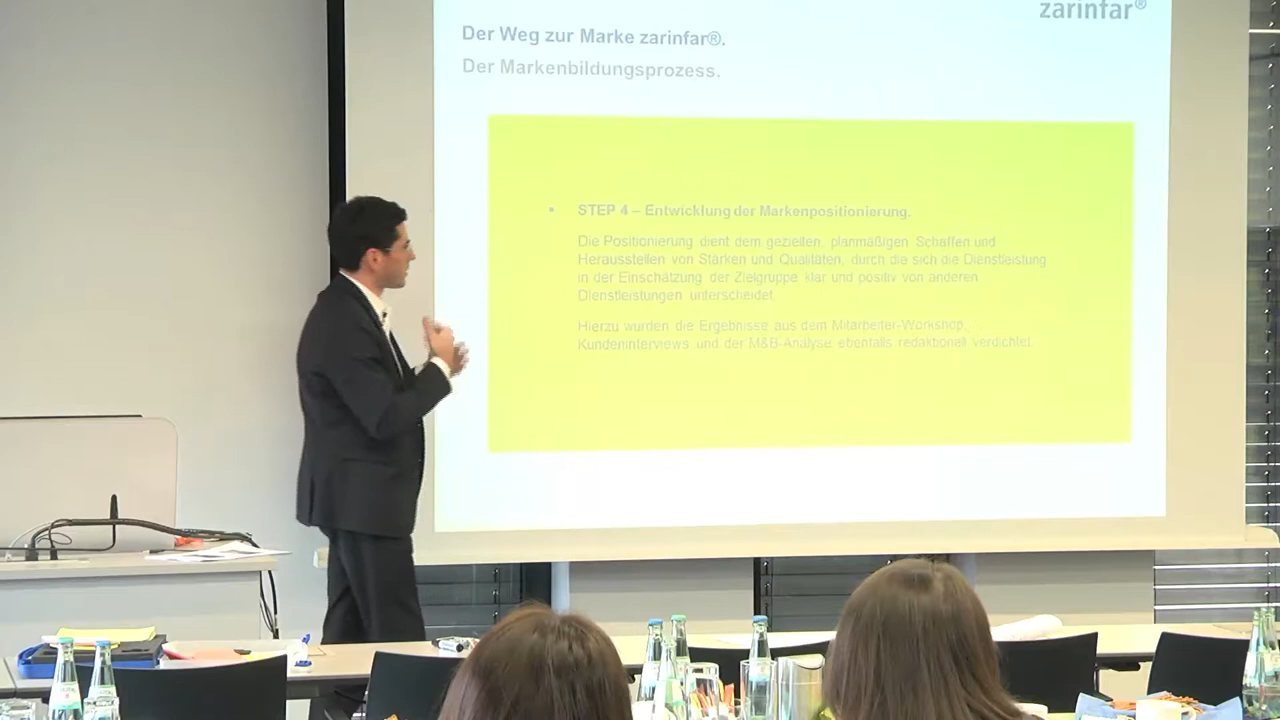 zarinfar®
Der Weg zur Marke zarinfar®.
Der Markenbildungsprozess.
• STEP 4 – Entwicklung der Markenpositionierung.
Die Positionierung dient dem gezielten, planmäßigen Schaffen und
Herausstellen von Stärken und Qualitäten, durch die sich die Dienstleistung
in der Einschätzung der Zielgruppe klar und positiv von anderen
Dienstleistungen unterscheidet.
Hierzu wurden die Ergebnisse aus dem Mitarbeiter-Workshop,
Kundeninterviews und der M&B-Analyse ebenfalls redaktionell verdichtet.